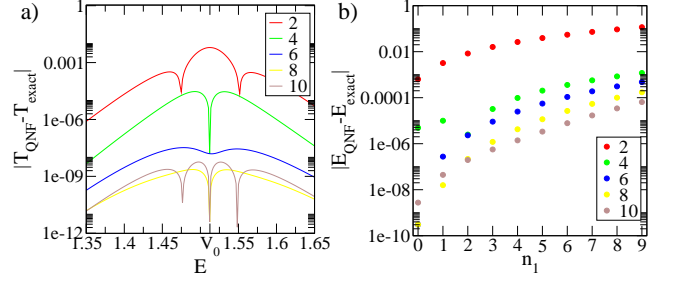 a)
|T_QNF-T_exact|
1
0.001
1e-06
1e-09
1e-12
1.35
1.4
1.45
V_0
1.55
1.6
1.65
E
2
4
6
8
10
b)
|E_QNF-E_exact|
1
0.01
0.0001
1e-06
1e-08
1e-10
0
1
2
3
4
5
6
7
8
9
n_1
2
4
6
8
10